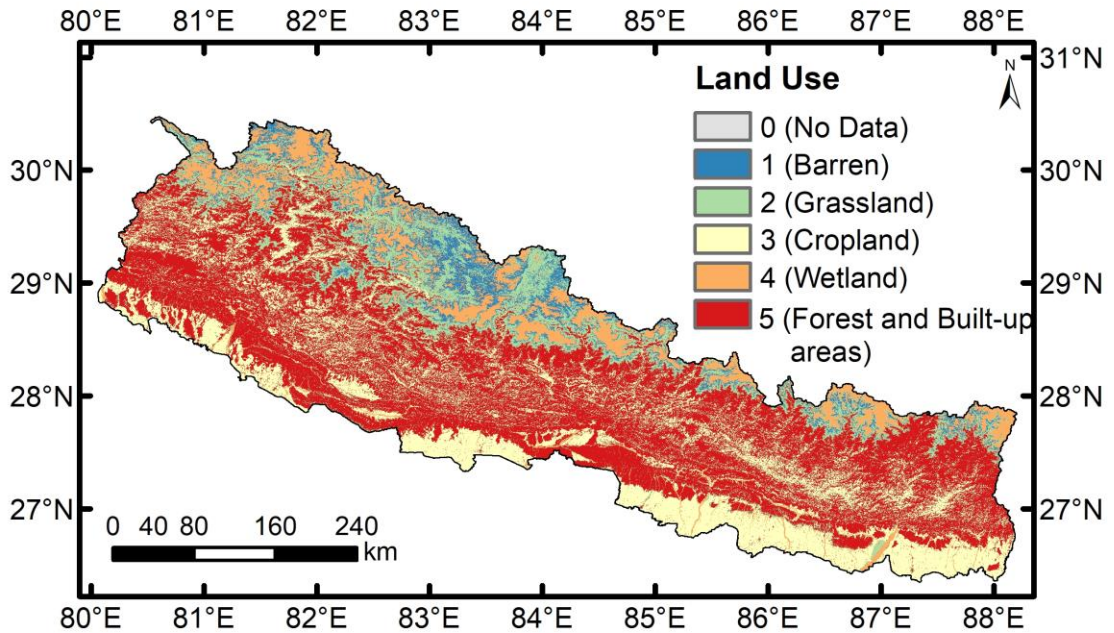 80°E 81°E 82°E 83°E 84°E 85°E 86°E 87°E 88°E
31°N
30°N
29°N
28°N
27°N
30°N
29°N
28°N
27°N
N
Land Use
0 (No Data)
1 (Barren)
2 (Grassland)
3 (Cropland)
4 (Wetland)
5 (Forest and Built-up
areas)
0 40 80 160 240
km
80°E 81°E 82°E 83°E 84°E 85°E 86°E 87°E 88°E